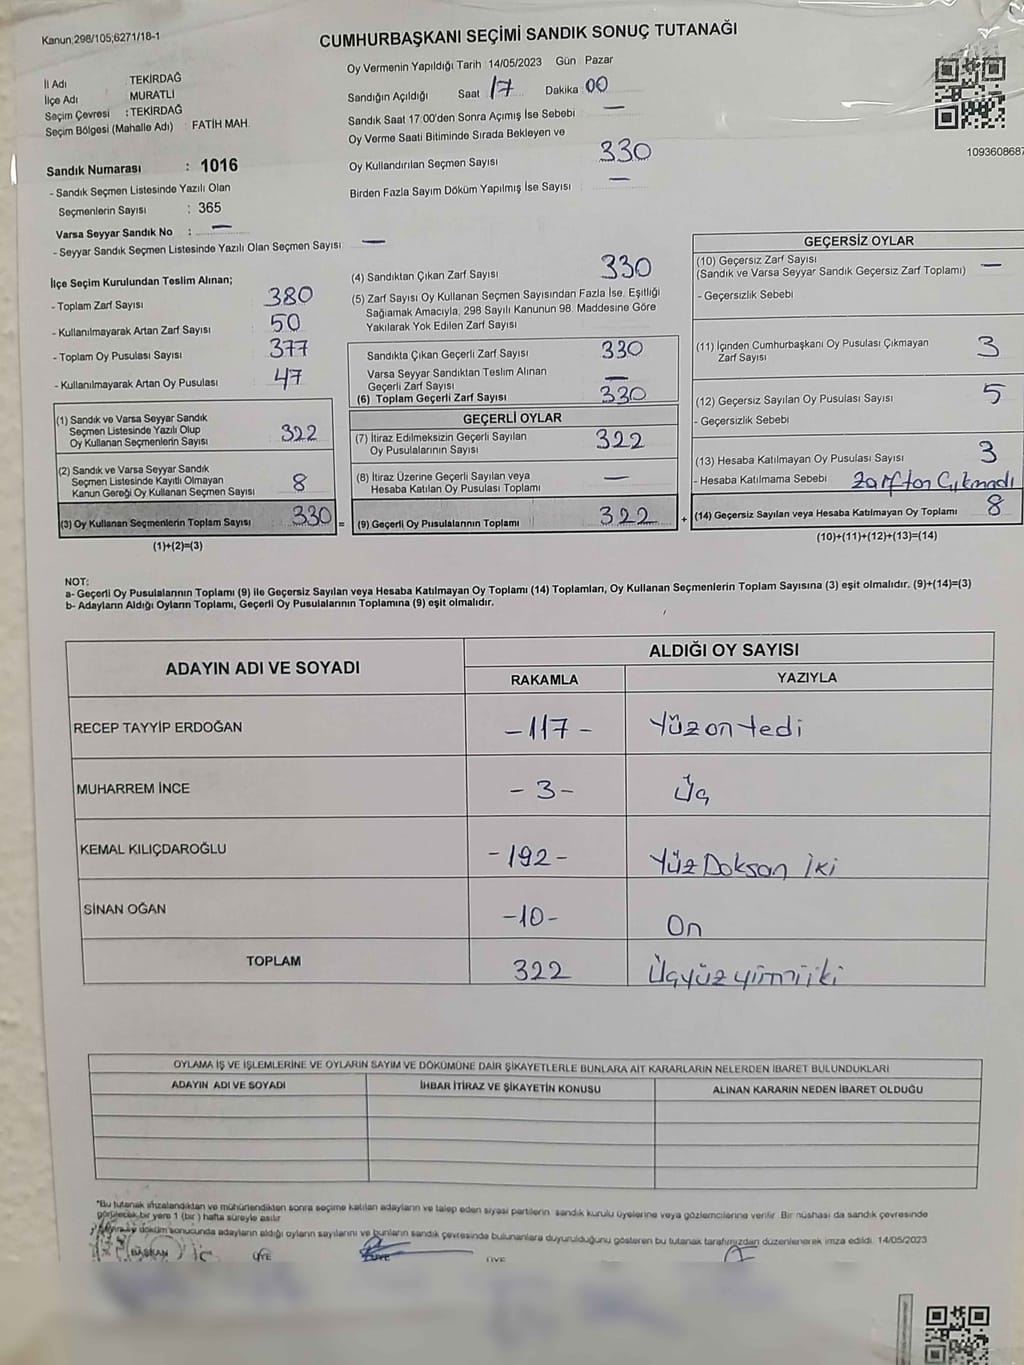 Kanun;298/105;6271/18-1
CUMHURBAŞKANI SEÇİMİ SANDIK SONUÇ TUTANAĞI
İl Adı : TEKİRDAĞ
İlçe Adı MURATLI
Seçim Çevresi : TEKİRDAĞ
Seçim Bölgesi (Mahalle Adı) FATİH MAH.
Sandık Numarası : 1016
- Sandık Seçmen Listesinde Yazılı Olan
Seçmenlerin Sayısı : 365
Varsa Seyyar Sandık No : —
- Seyyar Sandık Seçmen Listesinde Yazılı Olan Seçmen Sayısı —
Oy Vermenin Yapıldığı Tarih 14/05/2023 Gün Pazar
Sandığın Açıldığı Saat 17 Dakika 00
Sandık Saat 17:00'den Sonra Açımış İse Sebebi —
Oy Verme Saati Bitiminde Sırada Bekleyen ve
Oy Kullandırılan Seçmen Sayısı 330
Birden Fazla Sayım Döküm Yapılmış İse Sayısı —
109360868
İlçe Seçim Kurulundan Teslim Alınan;
- Toplam Zarf Sayısı 380
- Kullanılmayarak Artan Zarf Sayısı 50
- Toplam Oy Pusulası Sayısı 377
- Kullanılmayarak Artan Oy Pusulası 47
(1) Sandık ve Varsa Seyyar Sandık
Seçmen Listesinde Yazılı Olup
Oy Kullanan Seçmenlerin Sayısı 322
(2) Sandık ve Varsa Seyyar Sandık
Seçmen Listesinde Kayıtlı Olmayan
Kanun Gereği Oy Kullanan Seçmen Sayısı 8
(3) Oy Kullanan Seçmenlerin Toplam Sayısı 330 =
(1)+(2)=(3)
(4) Sandıktan Çıkan Zarf Sayısı 330
(5) Zarf Sayısı Oy Kullanan Seçmen Sayısından Fazla İse, Eşitliği
Sağlamak Amacıyla, 298 Sayılı Kanunun 98. Maddesine Göre
Yakılarak Yok Edilen Zarf Sayısı
Sandıkta Çıkan Geçerli Zarf Sayısı 330
Varsa Seyyar Sandıktan Teslim Alınan
Geçerli Zarf Sayısı —
(6) Toplam Geçerli Zarf Sayısı 330
GEÇERLİ OYLAR
(7) İtiraz Edilmeksizin Geçerli Sayılan
Oy Pusulalarının Sayısı 322
(8) İtiraz Üzerine Geçerli Sayılan veya
Hesaba Katılan Oy Pusulası Toplamı —
(9) Geçerli Oy Pusulalarının Toplamı 322 +
GEÇERSİZ OYLAR
(10) Geçersiz Zarf Sayısı
(Sandık ve Varsa Seyyar Sandık Geçersiz Zarf Toplamı) —
- Geçersizlik Sebebi
(11) İçinden Cumhurbaşkanı Oy Pusulası Çıkmayan
Zarf Sayısı 3
(12) Geçersiz Sayılan Oy Pusulası Sayısı 5
- Geçersizlik Sebebi
(13) Hesaba Katılmayan Oy Pusulası Sayısı 3
- Hesaba Katılmama Sebebi Zarftan Çıkmadı
(14) Geçersiz Sayılan veya Hesaba Katılmayan Oy Toplamı 8
(10)+(11)+(12)+(13)=(14)
NOT:
a- Geçerli Oy Pusulalarının Toplamı (9) ile Geçersiz Sayılan veya Hesaba Katılmayan Oy Toplamı (14) Toplamları, Oy Kullanan Seçmenlerin Toplam Sayısına (3) eşit olmalıdır. (9)+(14)=(3)
b- Adayların Aldığı Oyların Toplamı, Geçerli Oy Pusulalarının Toplamına (9) eşit olmalıdır.
ADAYIN ADI VE SOYADI
ALDIĞI OY SAYISI
RAKAMLA YAZIYLA
RECEP TAYYİP ERDOĞAN -117- Yüz on Yedi
MUHARREM İNCE -3- Üç
KEMAL KILIÇDAROĞLU -192- Yüz Doksan İki
SİNAN OĞAN -10- On
TOPLAM 322 Üçyüz yirmi iki
OYLAMA İŞ VE İŞLEMLERİNE VE OYLARIN SAYIM VE DÖKÜMÜNE DAİR ŞİKAYETLERLE BUNLARA AİT KARARLARIN NELERDEN İBARET BULUNDUKLARI
ADAYIN ADI VE SOYADI İHBAR İTİRAZ VE ŞİKAYETİN KONUSU ALINAN KARARIN NEDEN İBARET OLDUĞU
*Bu tutanak imzalandıktan ve mühürlendikten sonra seçime katılan adayların ve talep eden siyasi partilerin, sandık kurulu üyelerine veya gözlemcilerine verilir. Bir nüshası da sandık çevresinde
görülecek bir yere 1 (bir) hafta süreyle asılır
döküm sonucunda adayların aldığı oyların sayılarını ve bunların sandık çevresinde bulunanlara duyurulduğunu gösteren bu tutanak tarafımızdan düzenlenerek imza edildi. 14/05/2023
BAŞKAN ÜYE ÜYE ÜYE